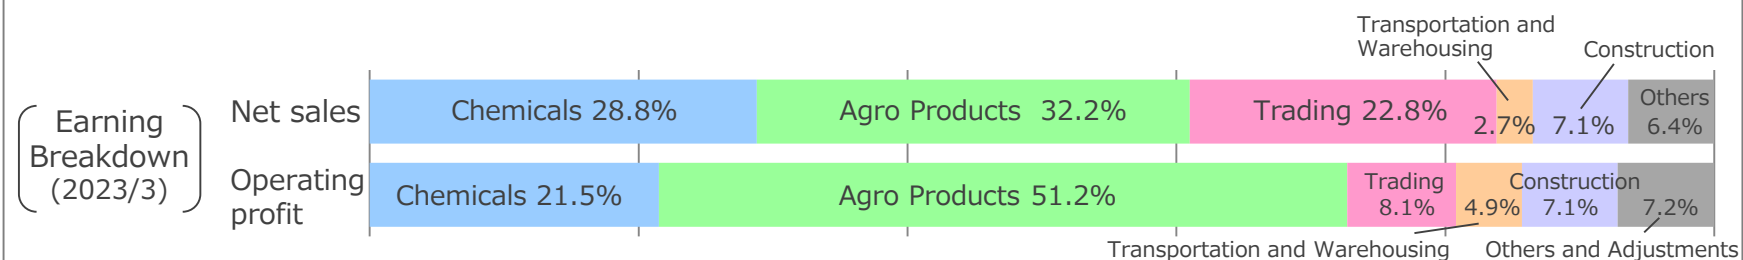 Transportation and
Warehousing
Construction
Earning
Breakdown
(2023/3)
Net sales
Chemicals 28.8%
Agro Products 32.2%
Trading 22.8%
2.7%
7.1%
Others
6.4%
Operating
profit
Chemicals 21.5%
Agro Products 51.2%
Trading
8.1%
4.9%
Construction
7.1%
7.2%
Transportation and Warehousing
Others and Adjustments